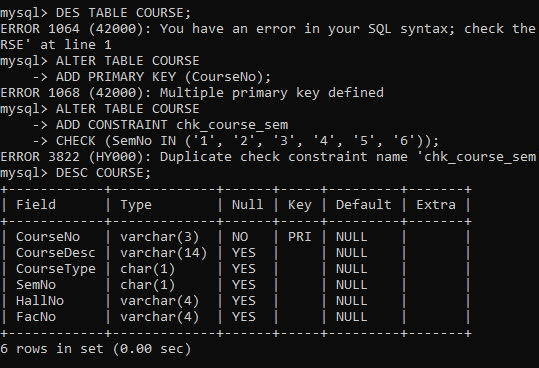 mysql> DES TABLE COURSE;
ERROR 1064 (42000): You have an error in your SQL syntax; check the
RSE' at line 1
mysql> ALTER TABLE COURSE
    -> ADD PRIMARY KEY (CourseNo);
ERROR 1068 (42000): Multiple primary key defined
mysql> ALTER TABLE COURSE
    -> ADD CONSTRAINT chk_course_sem
    -> CHECK (SemNo IN ('1', '2', '3', '4', '5', '6'));
ERROR 3822 (HY000): Duplicate check constraint name 'chk_course_sem
mysql> DESC COURSE;
+------------+-------------+------+-----+---------+-------+
| Field      | Type        | Null | Key | Default | Extra |
+------------+-------------+------+-----+---------+-------+
| CourseNo   | varchar(3)  | NO   | PRI | NULL    |       |
| CourseDesc | varchar(14) | YES  |     | NULL    |       |
| CourseType | char(1)     | YES  |     | NULL    |       |
| SemNo      | char(1)     | YES  |     | NULL    |       |
| HallNo     | varchar(4)  | YES  |     | NULL    |       |
| FacNo      | varchar(4)  | YES  |     | NULL    |       |
+------------+-------------+------+-----+---------+-------+
6 rows in set (0.00 sec)